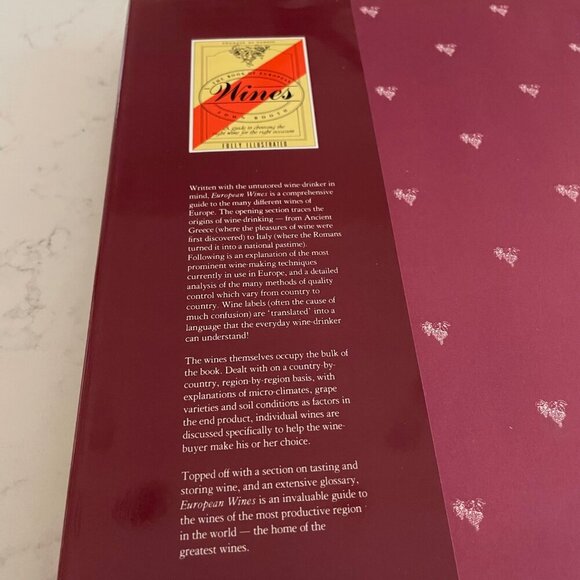 THE BOOK OF EUROPEAN
Wines
JOHN BOOTH
A guide to choosing the
right wine for the right occasion
FULLY ILLUSTRATED
Written with the untutored wine-drinker in
mind, European Wines is a comprehensive
guide to the many different wines of
Europe. The opening section traces the
origins of wine-drinking — from Ancient
Greece (where the pleasures of wine were
first discovered) to Italy (where the Romans
turned it into a national pastime).
Following is an explanation of the most
prominent wine-making techniques
currently in use in Europe, and a detailed
analysis of the many methods of quality
control which vary from country to
country. Wine labels (often the cause of
much confusion) are ‘translated’ into a
language that the everyday wine-drinker
can understand!
The wines themselves occupy the bulk of
the book. Dealt with on a country-by-
country, region-by-region basis, with
explanations of micro-climates, grape
varieties and soil conditions as factors in
the end product, individual wines are
discussed specifically to help the wine-
buyer make his or her choice.
Topped off with a section on tasting and
storing wine, and an extensive glossary,
European Wines is an invaluable guide to
the wines of the most productive region
in the world — the home of the
greatest wines.